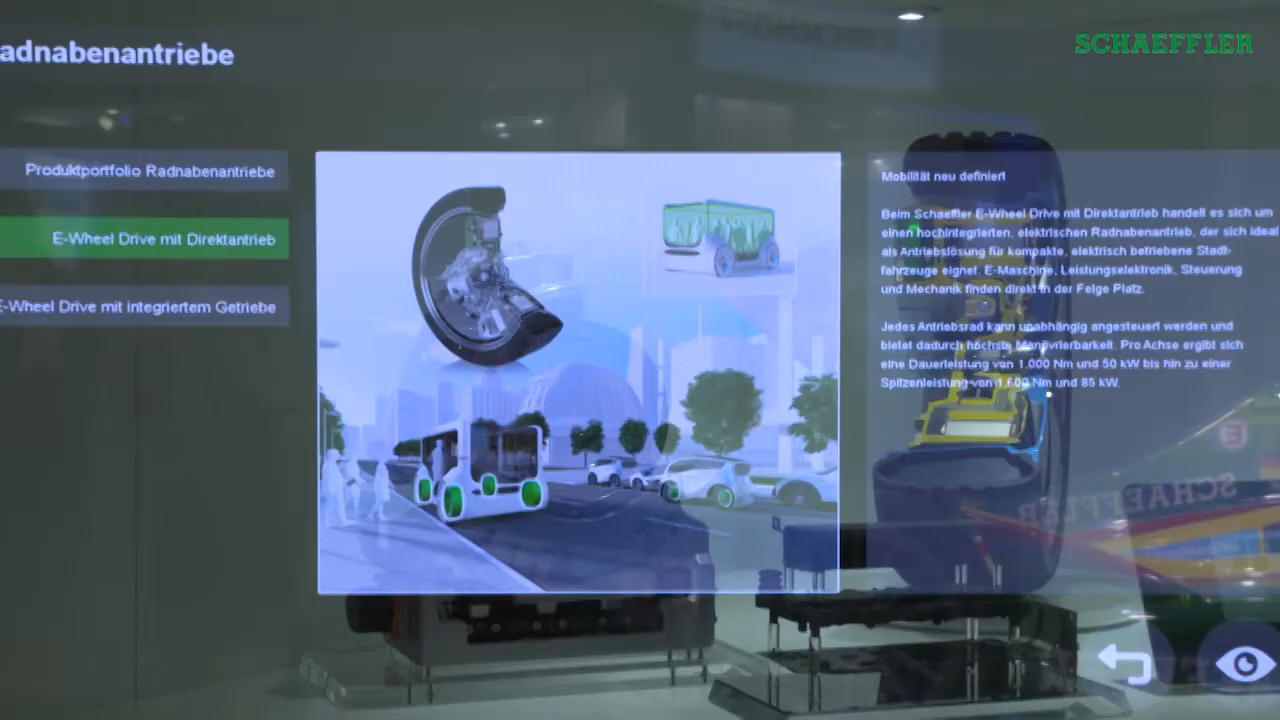 adnabenantriebe
SCHAEFFLER
Produktportfolio Radnabenantriebe
E-Wheel Drive mit Direktantrieb
E-Wheel Drive mit integriertem Getriebe
Mobilität neu definiert
Beim Schaeffler E-Wheel Drive mit Direktantrieb handelt es sich um
einen hochintegrierten, elektrischen Radnabenantrieb, der sich ideal
als Antriebslösung für kompakte, elektrisch betriebene Stadt-
fahrzeuge eignet. E-Maschine, Leistungselektronik, Steuerung
und Mechanik finden direkt in der Felge Platz.
Jedes Antriebsrad kann unabhängig angesteuert werden und
bietet dadurch höchste Manövrierbarkeit. Pro Achse ergibt sich
eine Dauerleistung von 1.000 Nm und 50 kW bis hin zu einer
Spitzenleistung von 1.600 Nm und 85 kW.
E
SCHAEFFLER